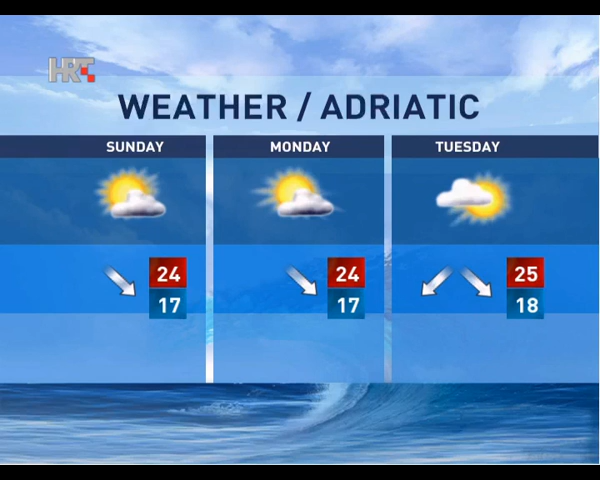 HRT
WEATHER / ADRIATIC
SUNDAY
MONDAY
TUESDAY
24
17
24
17
25
18